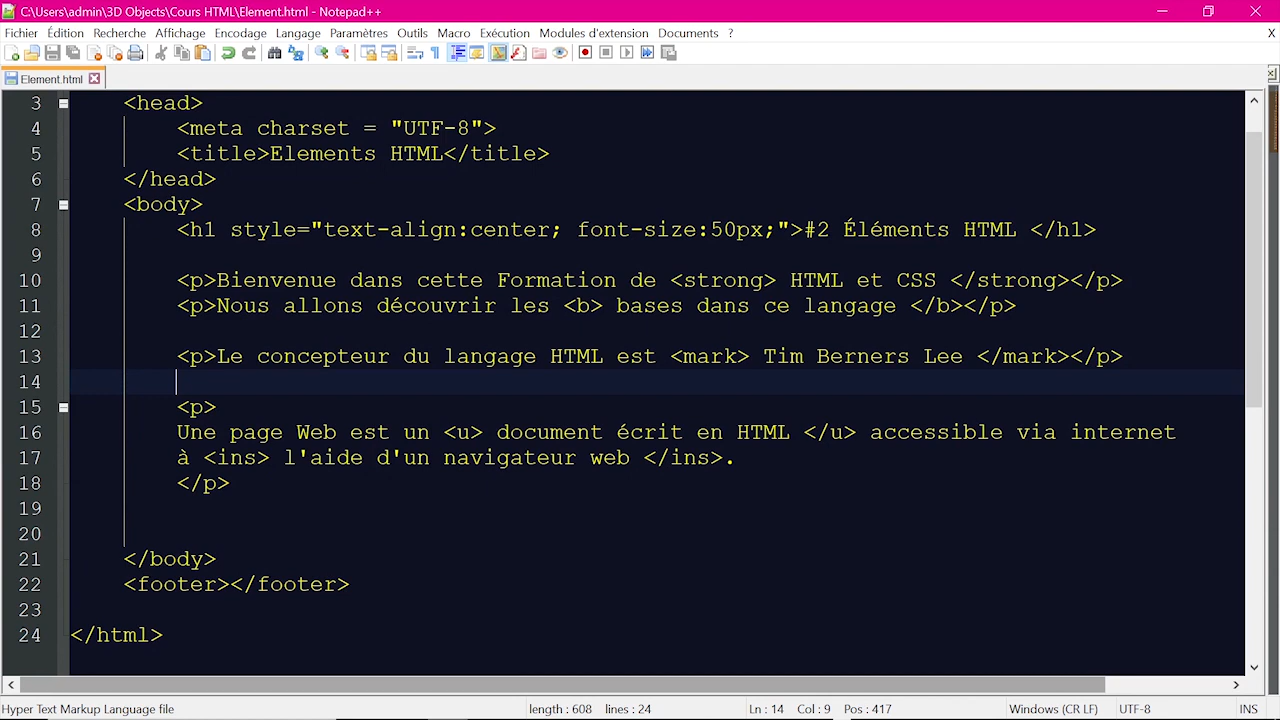 C:\Users\admin\3D Objects\Cours HTML\Element.html - Notepad++
Fichier Édition Recherche Affichage Encodage Langage Paramètres Outils Macro Exécution Modules d'extension Documents ? X
Element.html
3 <head>
4 <meta charset = "UTF-8">
5 <title>Elements HTML</title>
6 </head>
7 <body>
8 <h1 style="text-align:center; font-size:50px;">#2 Éléments HTML </h1>
9
10 <p>Bienvenue dans cette Formation de <strong> HTML et CSS </strong></p>
11 <p>Nous allons découvrir les <b> bases dans ce langage </b></p>
12
13 <p>Le concepteur du langage HTML est <mark> Tim Berners Lee </mark></p>
14
15 <p>
16 Une page Web est un <u> document écrit en HTML </u> accessible via internet
17 à <ins> l'aide d'un navigateur web </ins>.
18 </p>
19
20
21 </body>
22 <footer></footer>
23
24 </html>
Hyper Text Markup Language file length : 608 lines : 24 Ln : 14 Col : 9 Pos : 417 Windows (CR LF) UTF-8 INS